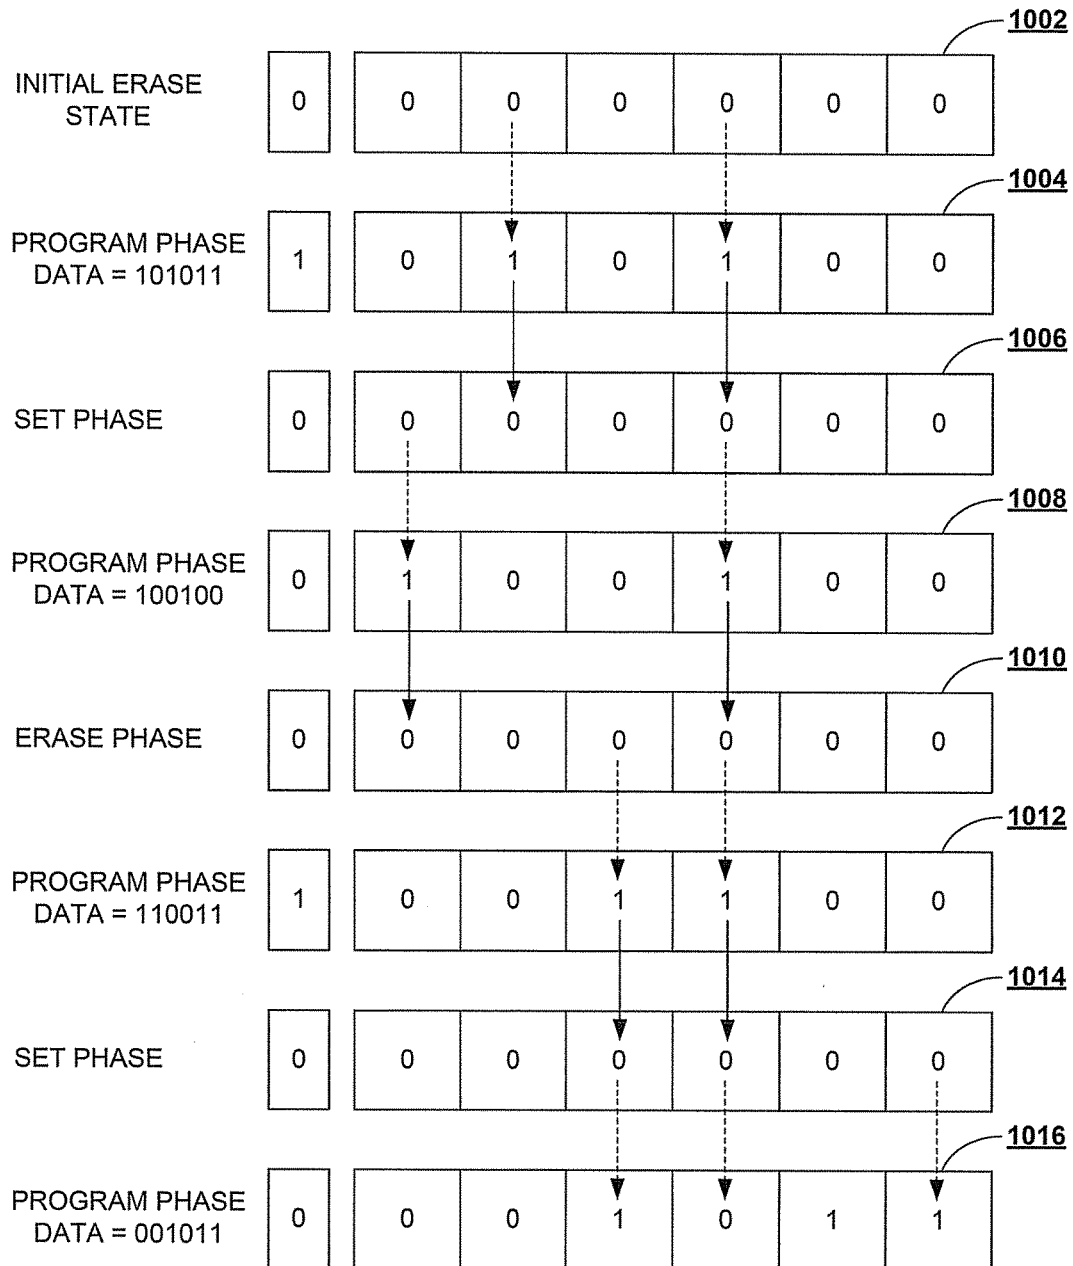 1002
INITIAL ERASE
STATE
0 0 0 0 0 0 0
1004
PROGRAM PHASE
DATA = 101011
1 0 1 0 1 0 0
1006
SET PHASE
0 0 0 0 0 0 0
1008
PROGRAM PHASE
DATA = 100100
0 1 0 0 1 0 0
1010
ERASE PHASE
0 0 0 0 0 0 0
1012
PROGRAM PHASE
DATA = 110011
1 0 0 1 1 0 0
1014
SET PHASE
0 0 0 0 0 0 0
1016
PROGRAM PHASE
DATA = 001011
0 0 0 1 0 1 1